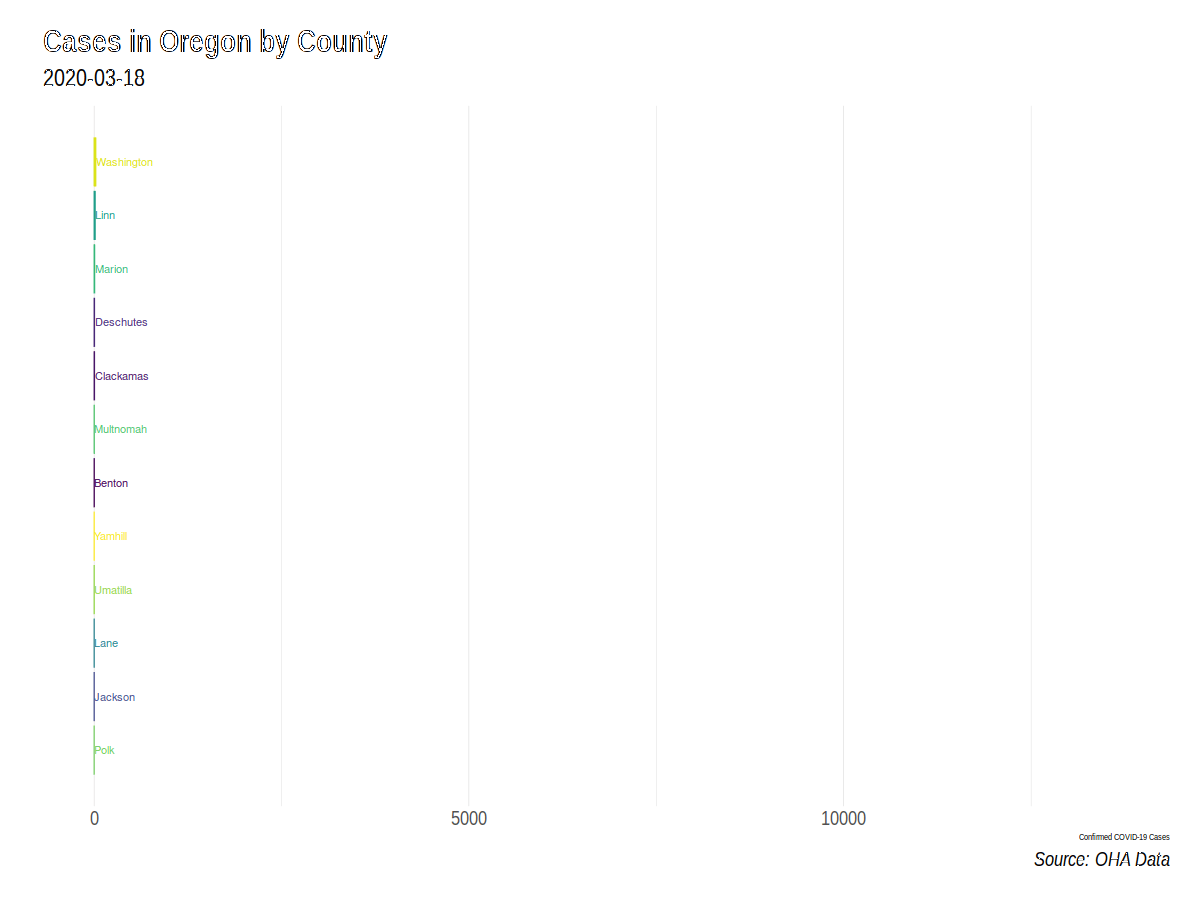 Cases in Oregon by County
2020-03-18
Washington
Linn
Marion
Deschutes
Clackamas
Multnomah
Benton
Yamhill
Umatilla
Lane
Jackson
Polk
0 5000 10000
Confirmed COVID-19 Cases
Source: OHA Data